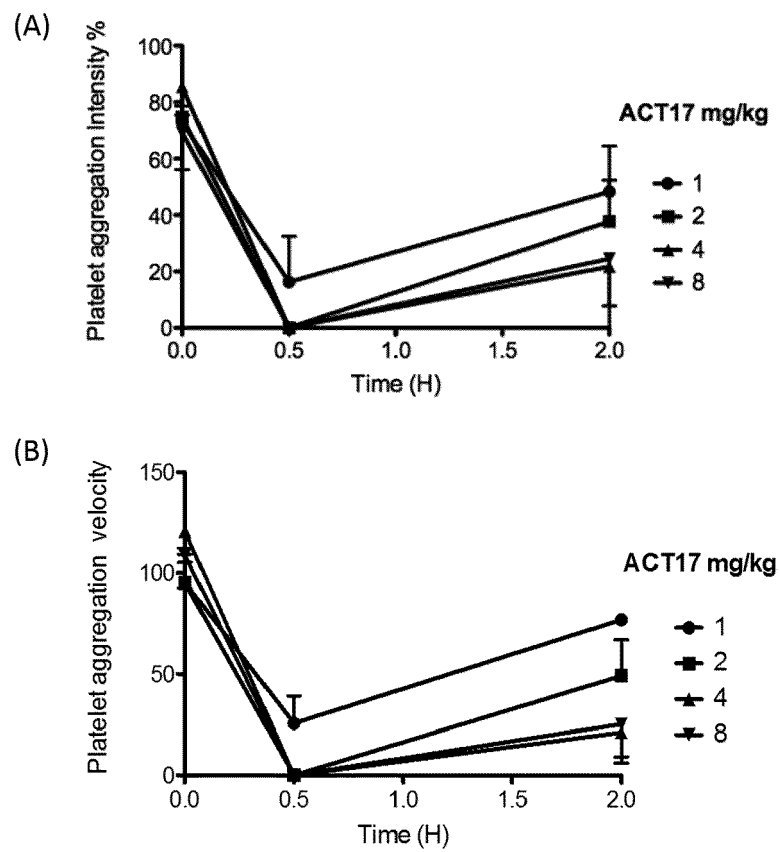 (A)
Platelet aggregation Intensity %
100
80
60
40
20
0
0.0 0.5 1.0 1.5 2.0
Time (H)
ACT17 mg/kg
1
2
4
8
(B)
Platelet aggregation velocity
150
100
50
0
0.0 0.5 1.0 1.5 2.0
Time (H)
ACT17 mg/kg
1
2
4
8